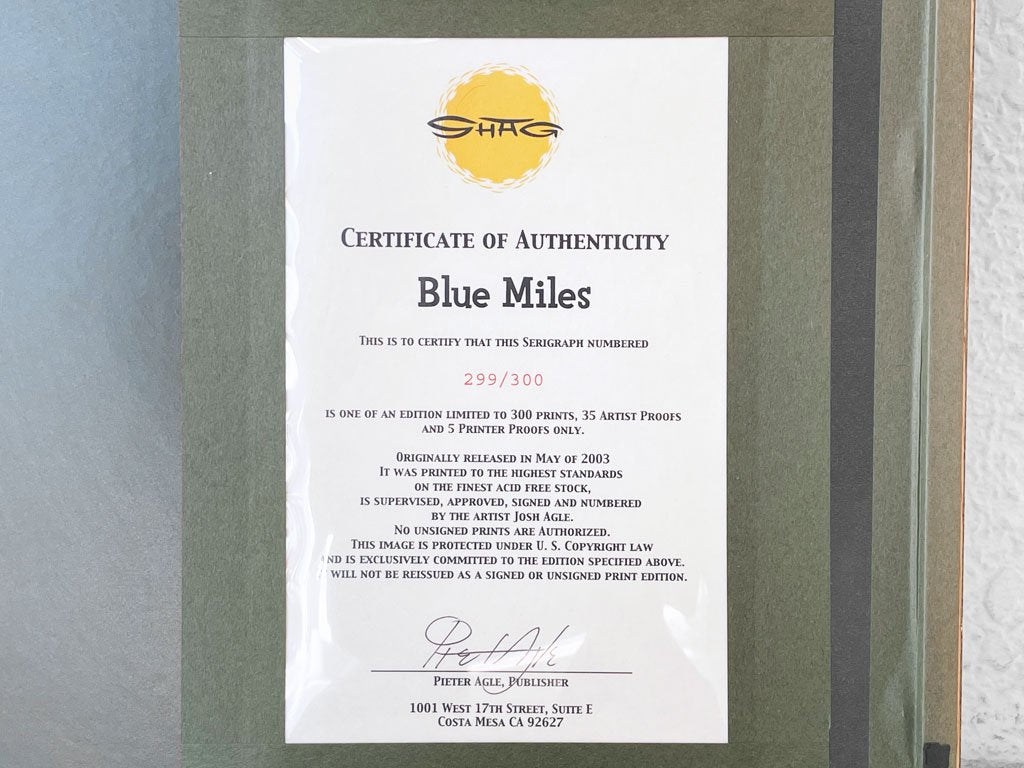 SHAG
CERTIFICATE OF AUTHENTICITY
Blue Miles
THIS IS TO CERTIFY THAT THIS SERIGRAPH NUMBERED
299/300
IS ONE OF AN EDITION LIMITED TO 300 PRINTS, 35 ARTIST PROOFS
AND 5 PRINTER PROOFS ONLY.
ORIGINALLY RELEASED IN MAY OF 2003
IT WAS PRINTED TO THE HIGHEST STANDARDS
ON THE FINEST ACID FREE STOCK,
IS SUPERVISED, APPROVED, SIGNED AND NUMBERED
BY THE ARTIST JOSH AGLE.
NO UNSIGNED PRINTS ARE AUTHORIZED.
THIS IMAGE IS PROTECTED UNDER U. S. COPYRIGHT LAW
AND IS EXCLUSIVELY COMMITTED TO THE EDITION SPECIFIED ABOVE.
WILL NOT BE REISSUED AS A SIGNED OR UNSIGNED PRINT EDITION.
PIETER AGLE, PUBLISHER
1001 WEST 17TH STREET, SUITE E
COSTA MESA CA 92627